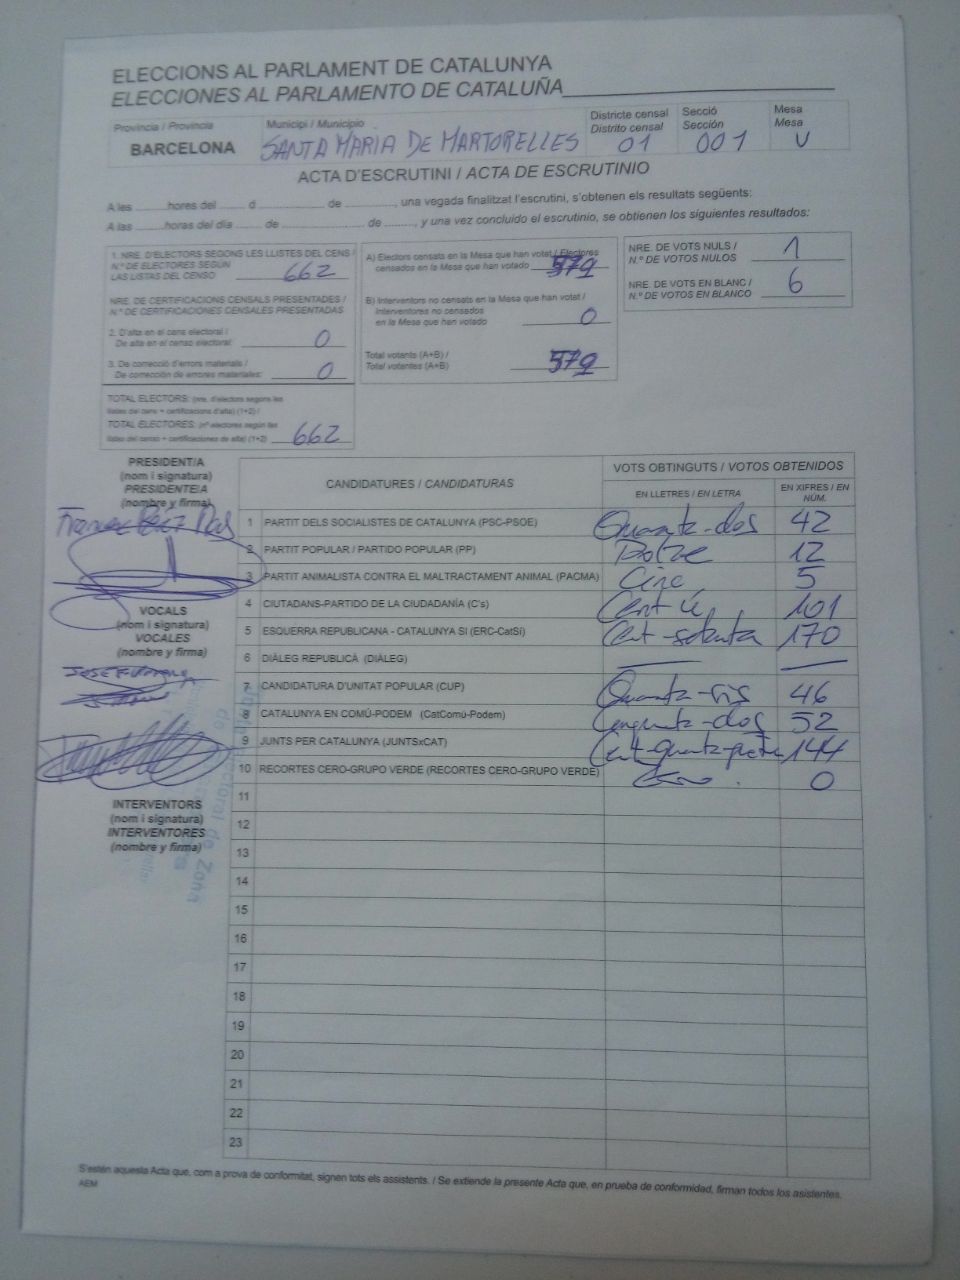 ELECCIONS AL PARLAMENT DE CATALUNYA
ELECCIONES AL PARLAMENTO DE CATALUÑA
Província / Provincia
BARCELONA
Municipi / Municipio
SANTA MARIA DE MARTORELLES
Districte censal
Distrito censal
01
Secció
Sección
001
Mesa
Mesa
U
ACTA D'ESCRUTINI / ACTA DE ESCRUTINIO
A les hores del d de , una vegada finalitzat l'escrutini, s'obtenen els resultats següents:
A las horas del día de de , y una vez concluido el escrutinio, se obtienen los siguientes resultados:
1. NRE. D'ELECTORS SEGONS LES LLISTES DEL CENS /
N.º DE ELECTORES SEGÚN
LAS LISTAS DEL CENSO 662
NRE. DE CERTIFICACIONS CENSALS PRESENTADES /
N.º DE CERTIFICACIONES CENSALES PRESENTADAS
2. D'alta en el cens electoral /
De alta en el censo electoral: 0
3. De correcció d'errors materials /
De corrección de errores materiales: 0
TOTAL ELECTORS: (nre. d'electors segons les
llistes del cens + certificacions d'alta) (1+2) /
TOTAL ELECTORES: (nº electores según las
listas del censo + certificaciones de alta) (1+2) 662
A) Electors censats en la Mesa que han votat / Electores
censados en la Mesa que han votado 579
B) Interventors no censats en la Mesa que han votat /
Interventores no censados
en la Mesa que han votado 0
Total votants (A+B) /
Total votantes (A+B) 579
NRE. DE VOTS NULS /
N.º DE VOTOS NULOS 1
NRE. DE VOTS EN BLANC /
N.º DE VOTOS EN BLANCO 6
PRESIDENT/A
(nom i signatura)
PRESIDENTE/A
(nombre y firma)
VOCALS
(nom i signatura)
VOCALES
(nombre y firma)
INTERVENTORS
(nom i signatura)
INTERVENTORES
(nombre y firma)
CANDIDATURES / CANDIDATURAS
VOTS OBTINGUTS / VOTOS OBTENIDOS
EN LLETRES / EN LETRA
EN XIFRES / EN NÚM.
1 PARTIT DELS SOCIALISTES DE CATALUNYA (PSC-PSOE) Quaranta-dos 42
2 PARTIT POPULAR / PARTIDO POPULAR (PP) Dotze 12
3 PARTIT ANIMALISTA CONTRA EL MALTRACTAMENT ANIMAL (PACMA) Cinc 5
4 CIUTADANS-PARTIDO DE LA CIUDADANÍA (C's) Cent ú 101
5 ESQUERRA REPUBLICANA - CATALUNYA SÍ (ERC-CatSí) Cent-setanta 170
6 DIÀLEG REPUBLICÀ (DIÀLEG)
7 CANDIDATURA D'UNITAT POPULAR (CUP) Quaranta-sis 46
8 CATALUNYA EN COMÚ-PODEM (CatComú-Podem) Cinquanta-dos 52
9 JUNTS PER CATALUNYA (JUNTSxCAT) 144
10 RECORTES CERO-GRUPO VERDE (RECORTES CERO-GRUPO VERDE) Zero 0
11
12
13
14
15
16
17
18
19
20
21
22
23
S'estén aquesta Acta que, com a prova de conformitat, signen tots els assistents. / Se extiende la presente Acta que, en prueba de conformidad, firman todos los asistentes.
AEM